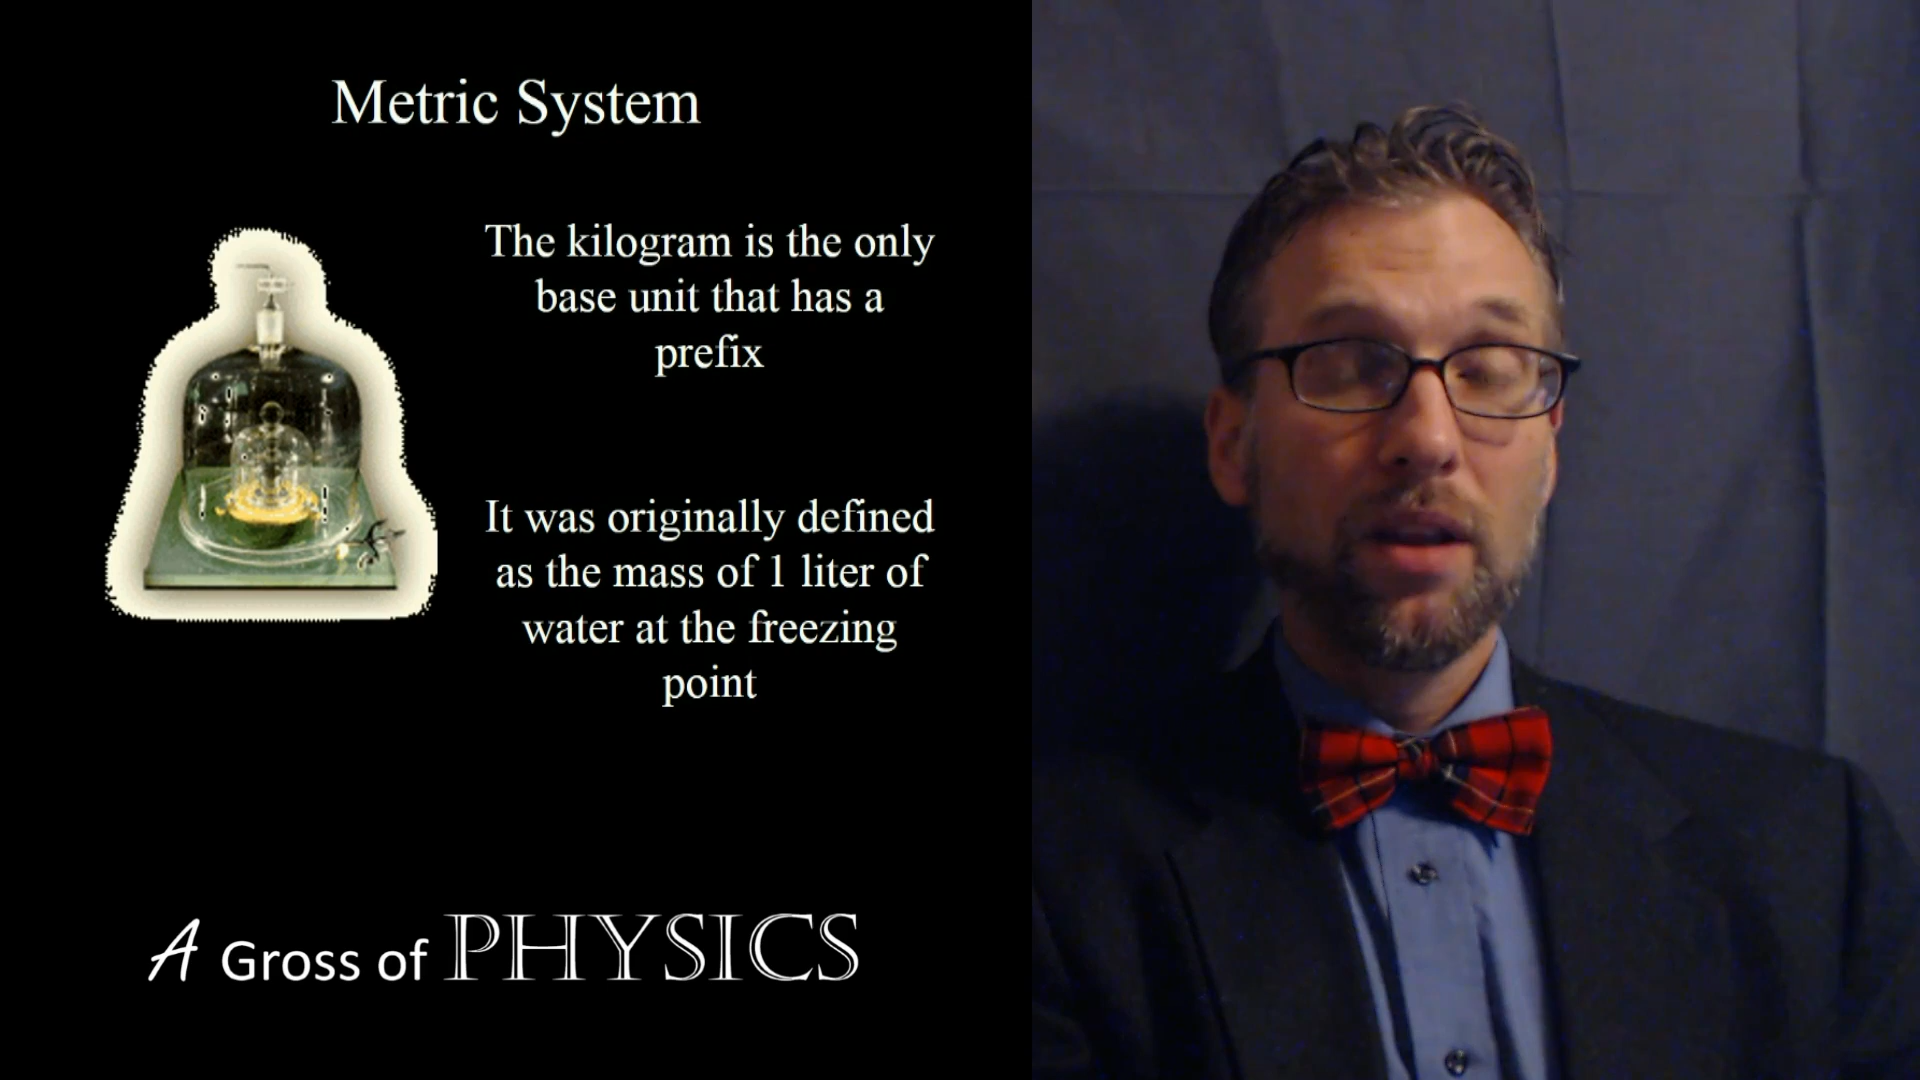 Metric System
The kilogram is the only
base unit that has a
prefix
It was originally defined
as the mass of 1 liter of
water at the freezing
point
A Gross of PHYSICS